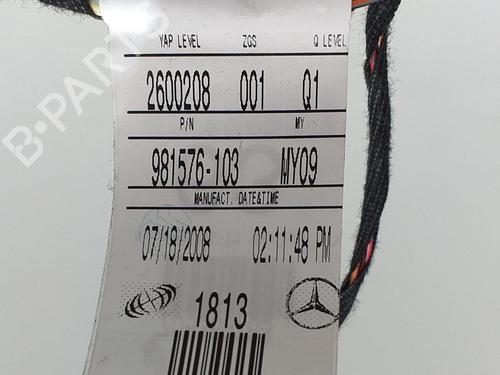 YAP LEVEL ZGS Q LEVEL
2600208 001 Q1
P/N MY
981576-103 MY09
MANUFACT. DATE&TIME
07/18/2008 02:11:48 PM
1813
B-PARTS